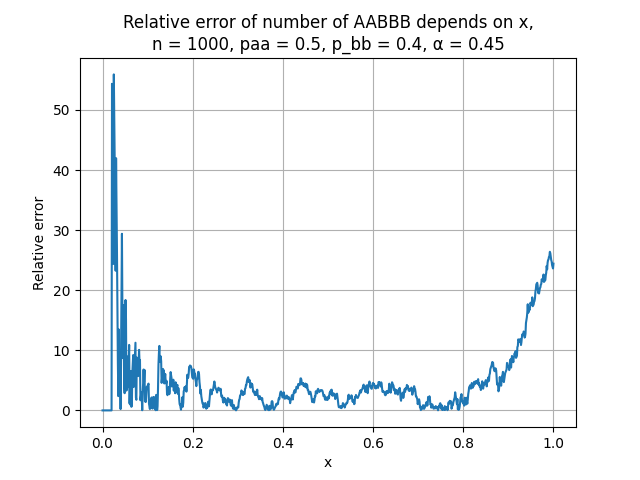 Relative error of number of AABBB depends on x,
n = 1000, paa = 0.5, p_bb = 0.4, α = 0.45
Relative error
50
40
30
20
10
0
0.0 0.2 0.4 0.6 0.8 1.0
x